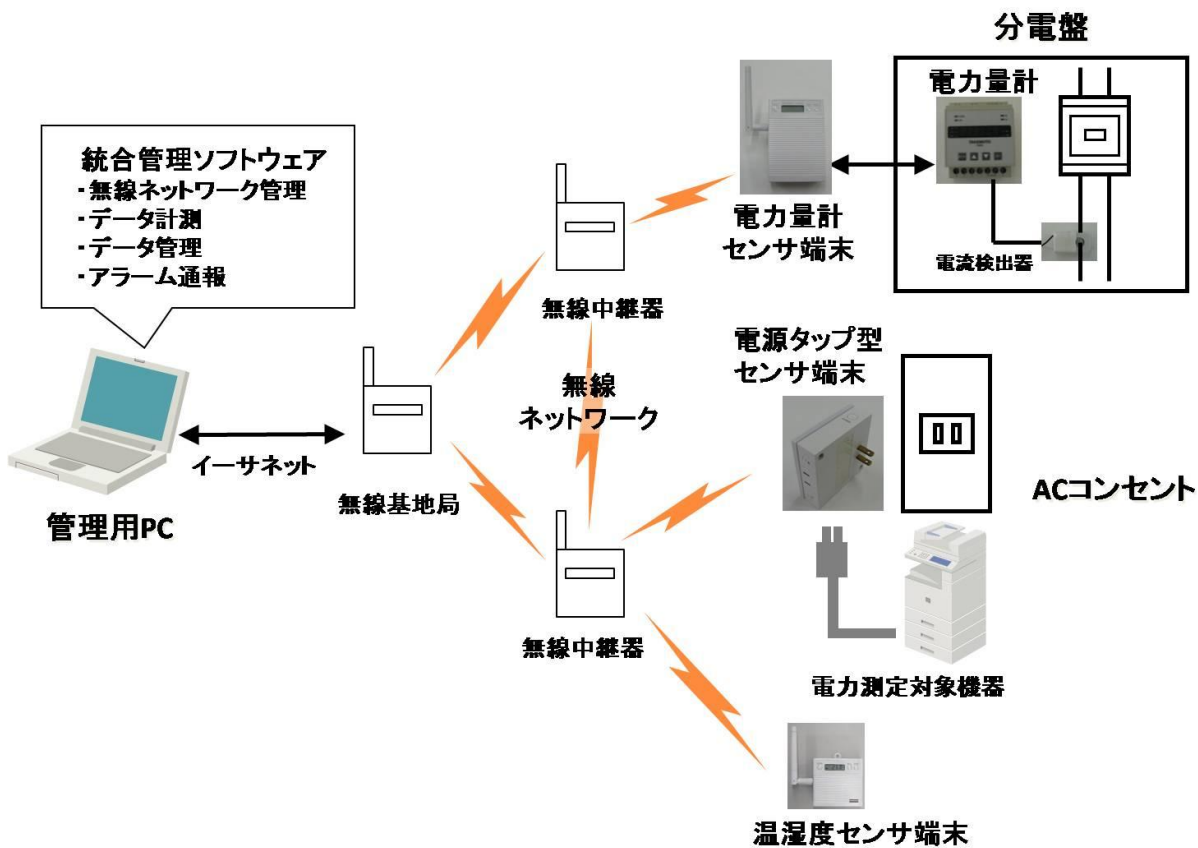 分電盤
電力量計
統合管理ソフトウェア
・無線ネットワーク管理
・データ計測
・データ管理
・アラーム通報
電力量計
センサ端末
電流検出器
無線中継器
電源タップ型
センサ端末
無線
ネットワーク
イーサネット
無線基地局
ACコンセント
管理用PC
無線中継器
電力測定対象機器
温湿度センサ端末